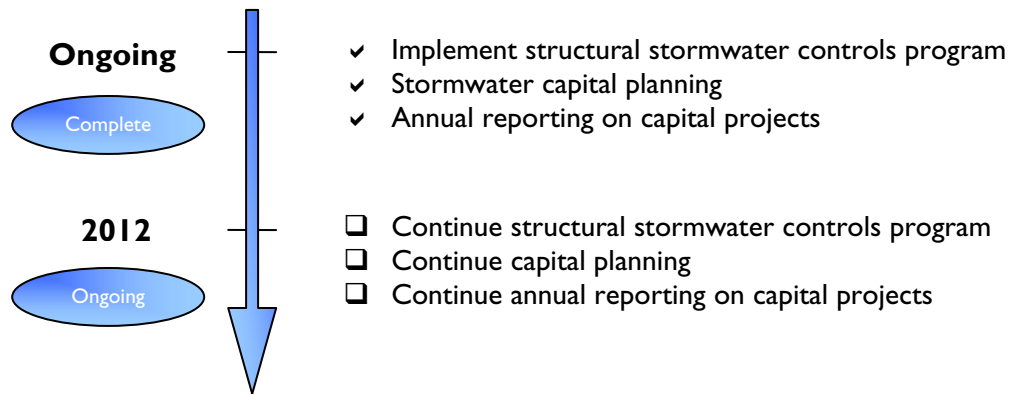 Ongoing
Complete
✓ Implement structural stormwater controls program
✓ Stormwater capital planning
✓ Annual reporting on capital projects
2012
Ongoing
❑ Continue structural stormwater controls program
❑ Continue capital planning
❑ Continue annual reporting on capital projects